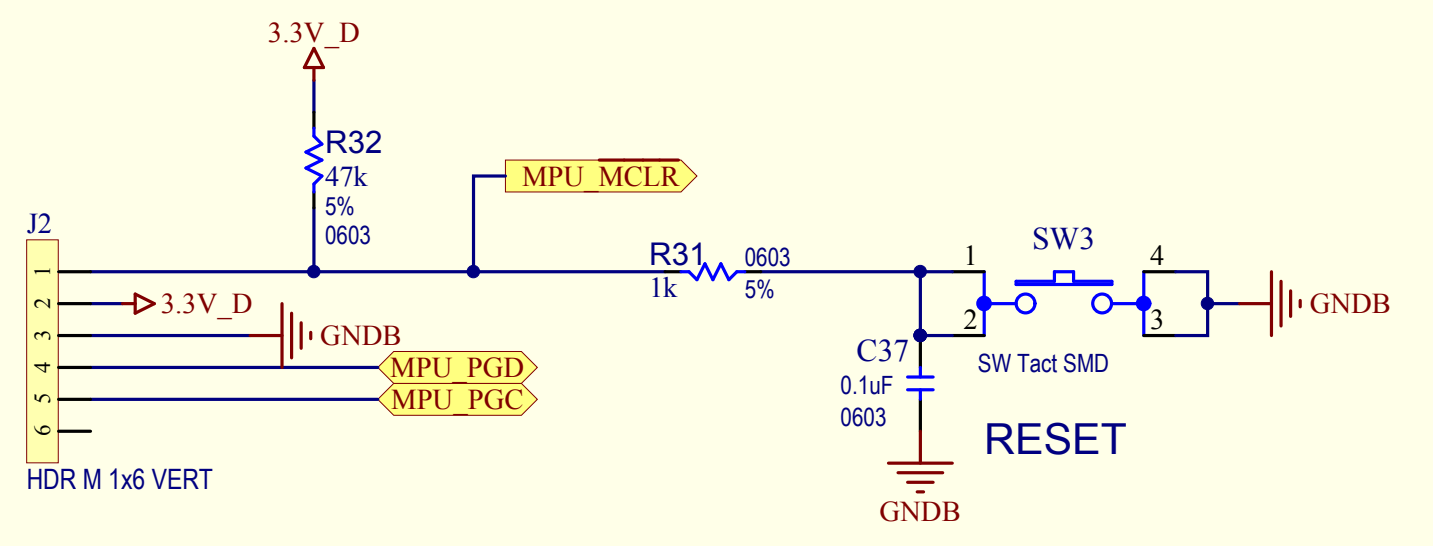 3.3V_D
R32
47k
5%
0603
MPU_MCLR
J2
1
2
3
4
5
6
3.3V_D
GNDB
MPU_PGD
MPU_PGC
HDR M 1x6 VERT
R31
1k
0603
5%
C37
0.1uF
0603
GNDB
SW3
1
2
4
3
SW Tact SMD
GNDB
RESET